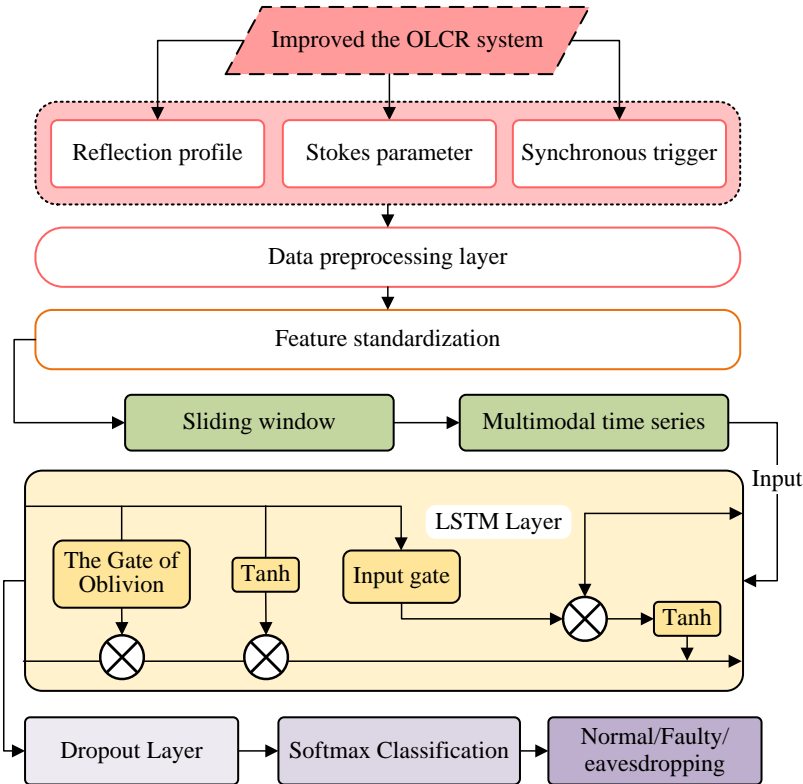 Improved the OLCR system
Reflection profile
Stokes parameter
Synchronous trigger
Data preprocessing layer
Feature standardization
Sliding window
Multimodal time series
Input
LSTM Layer
The Gate of
Oblivion
Tanh
Input gate
Tanh
Dropout Layer
Softmax Classification
Normal/Faulty/
eavesdropping